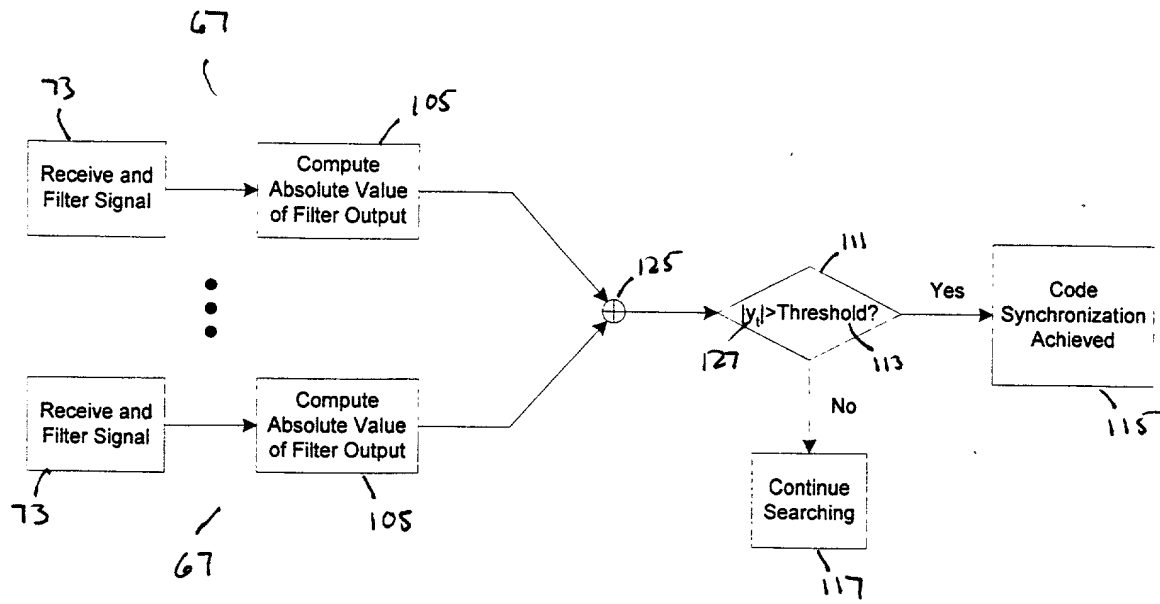 67
73
105
Receive and
Filter Signal
Compute
Absolute Value
of Filter Output
125
111
|y_t|>Threshold?
127
113
Yes
Code
Synchronization
Achieved
115
No
Receive and
Filter Signal
Compute
Absolute Value
of Filter Output
73
67
105
Continue
Searching
117